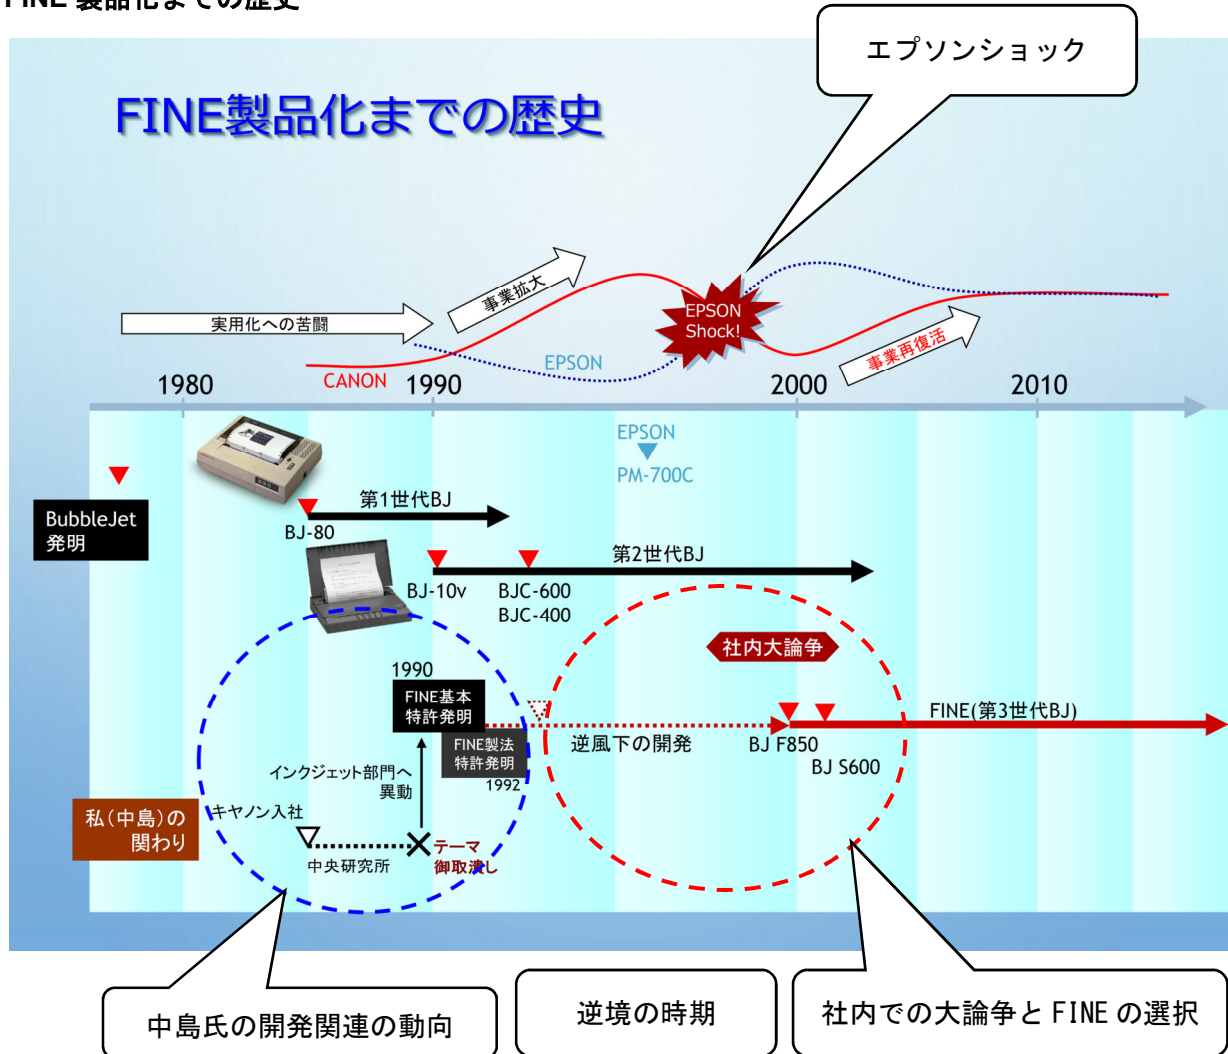 FINE 製品化までの歴史
エプソンショック
FINE製品化までの歴史
事業拡大
実用化への苦闘
EPSON
Shock!
EPSON
CANON
事業再復活
1980
1990
2000
2010
EPSON
PM-700C
BubbleJet
発明
第1世代BJ
BJ-80
第2世代BJ
BJ-10v
BJC-600
BJC-400
社内大論争
1990
FINE基本
特許発明
FINE製法
特許発明
1992
逆風下の開発
FINE(第3世代BJ)
BJ F850
BJ S600
インクジェット部門へ
異動
私(中島)の
関わり
キヤノン入社
中央研究所
テーマ
御取潰し
中島氏の開発関連の動向
逆境の時期
社内での大論争と FINE の選択